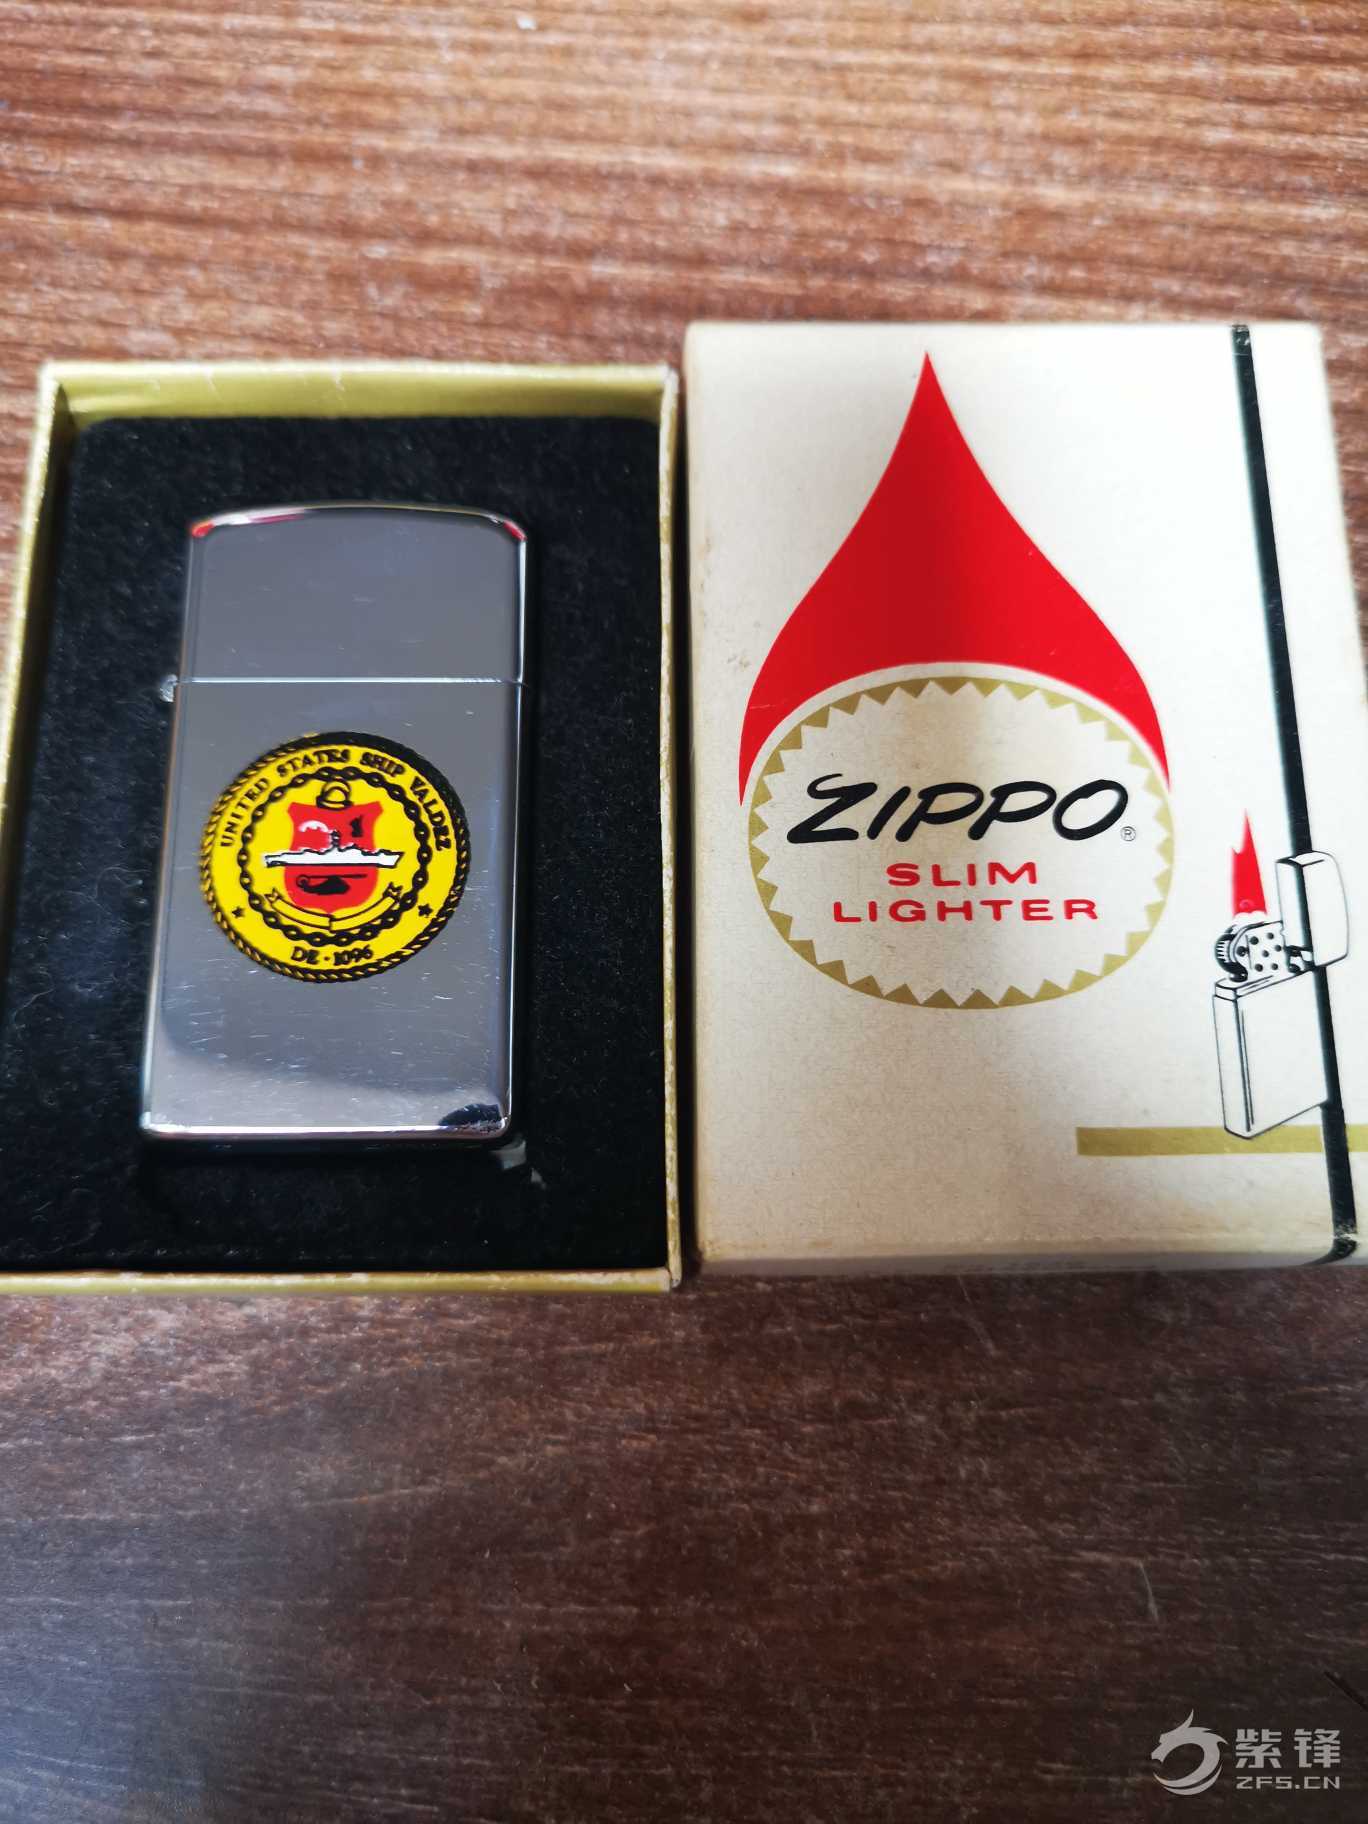 UNITED STATES SHIP VALDEZ
DE · 1096
ZIPPO®
SLIM
LIGHTER
紫锋
ZFS.CN